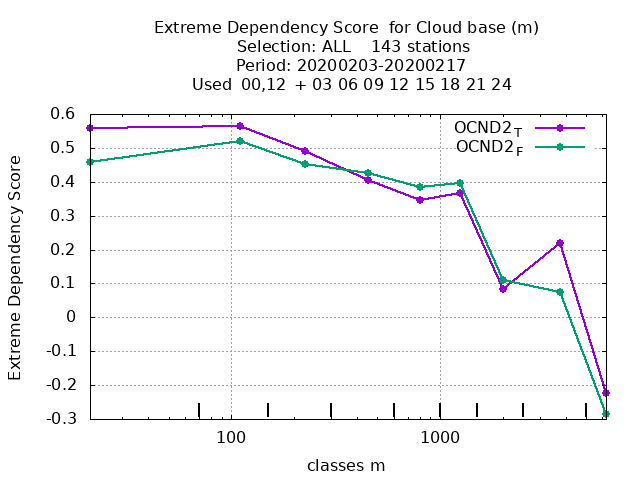 Extreme Dependency Score  for Cloud base (m)
Selection: ALL    143 stations
Period: 20200203-20200217
Used  00,12  + 03 06 09 12 15 18 21 24
OCND2_T
OCND2_F
Extreme Dependency Score
0.6
0.5
0.4
0.3
0.2
0.1
0
-0.1
-0.2
-0.3
100
1000
classes m